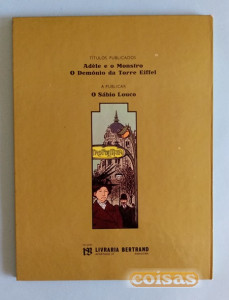 TÍTULOS PUBLICADOS
Adèle e o Monstro
O Demónio da Torre Eiffel
A PUBLICAR
O Sábio Louco
LIVRARIA BERTRAND
coisas